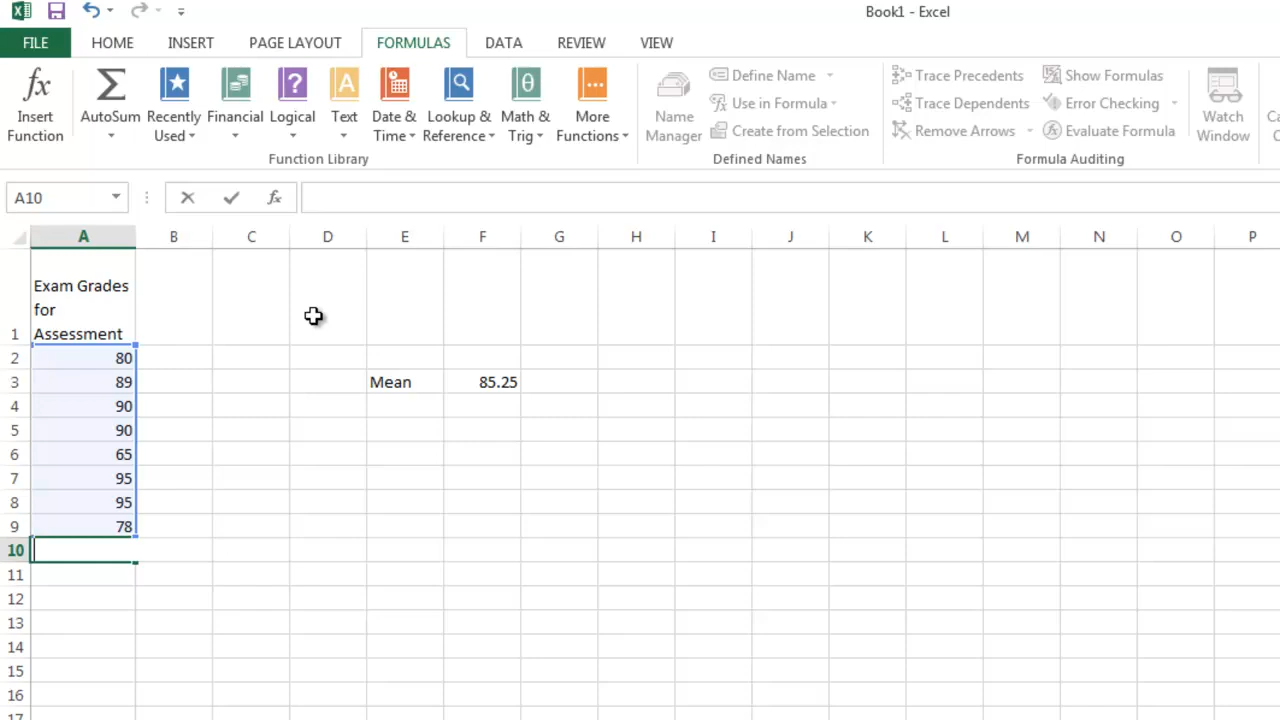 Book1 - Excel
FILE HOME INSERT PAGE LAYOUT FORMULAS DATA REVIEW VIEW
fx Σ ? A θ
Insert Function
AutoSum
Recently Used
Financial
Logical
Text
Date & Time
Lookup & Reference
Math & Trig
More Functions
Function Library
Name Manager
Define Name
Use in Formula
Create from Selection
Defined Names
Trace Precedents
Trace Dependents
Remove Arrows
Show Formulas
Error Checking
Evaluate Formula
Formula Auditing
Watch Window
A10 fx
A B C D E F G H I J K L M N O P
Exam Grades
for
1 Assessment
2 80
3 89 Mean 85.25
4 90
5 90
6 65
7 95
8 95
9 78
10
11
12
13
14
15
16
17